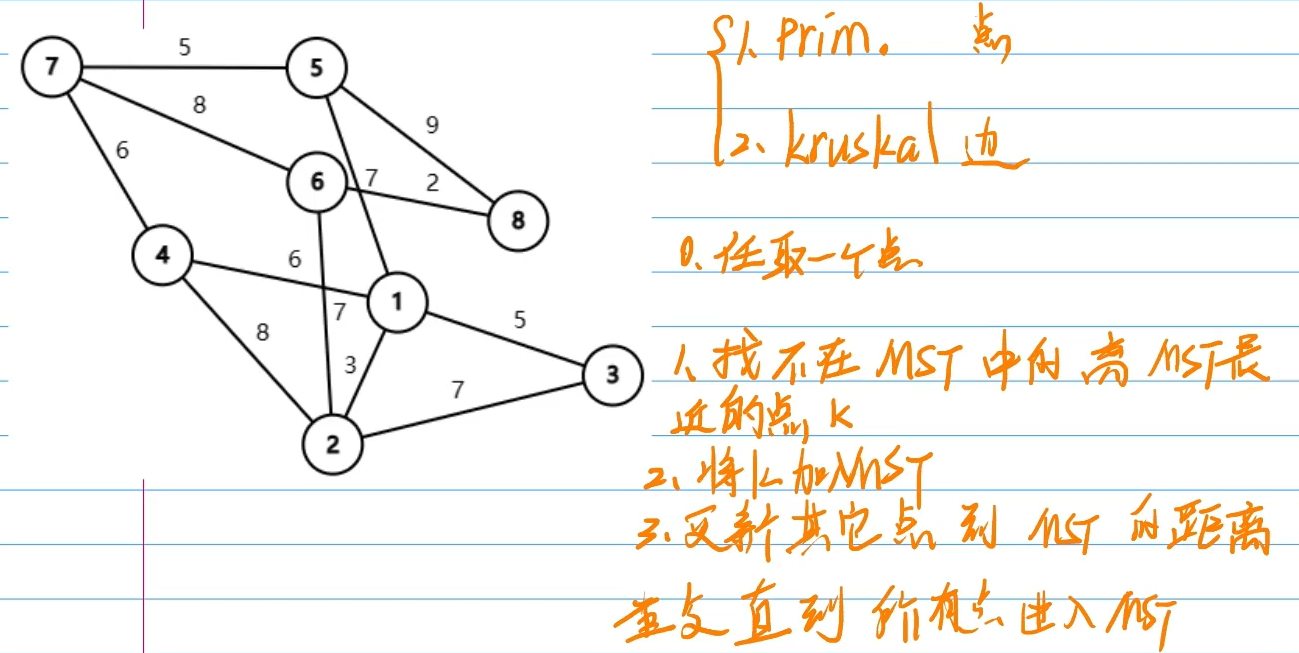 7
5
5
8
9
6
6
7
2
8
4
6
1
7
5
8
3
3
7
2
1、Prim. 点
2、kruskal 边
0、任取一个点
1、找不在 MST 中的离 MST最
近的点 K
2、将K加入MST
3、更新其它点到 MST 的距离
直到所有点进入MST